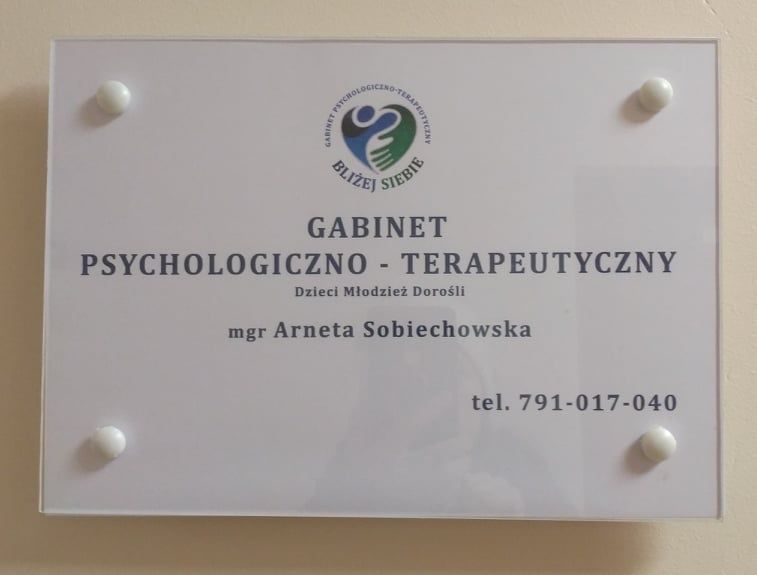 GABINET PSYCHOLOGICZNO-TERAPEUTYCZNY
BLIŻEJ SIEBIE
GABINET
PSYCHOLOGICZNO - TERAPEUTYCZNY
Dzieci Młodzież Dorośli
mgr Arneta Sobiechowska
tel. 791-017-040